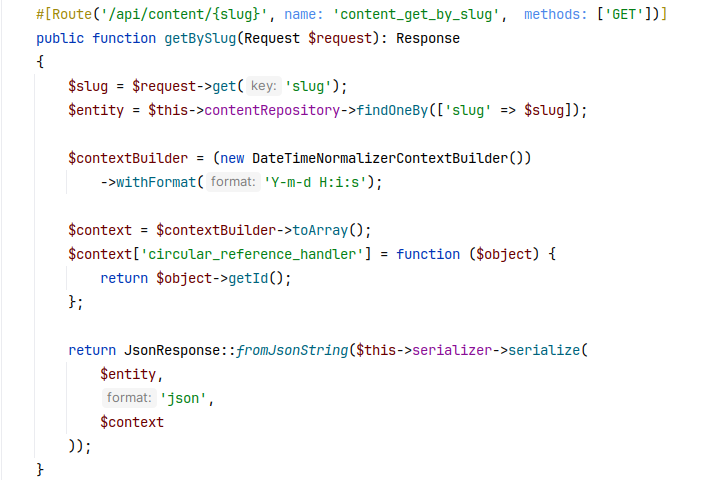 #[Route('/api/content/{slug}', name: 'content_get_by_slug',  methods: ['GET'])]
public function getBySlug(Request $request): Response
{
    $slug = $request->get( key: 'slug');
    $entity = $this->contentRepository->findOneBy(['slug' => $slug]);

    $contextBuilder = (new DateTimeNormalizerContextBuilder())
        ->withFormat( format: 'Y-m-d H:i:s');

    $context = $contextBuilder->toArray();
    $context['circular_reference_handler'] = function ($object) {
        return $object->getId();
    };

    return JsonResponse::fromJsonString($this->serializer->serialize(
        $entity,
        format: 'json',
        $context
    ));
}